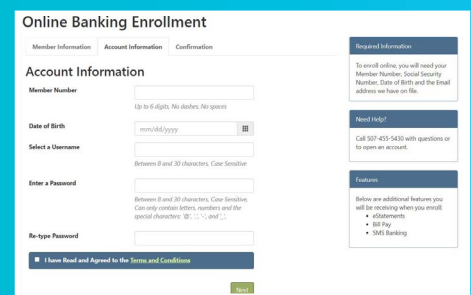 Online Banking Enrollment
Member Information   Account Information   Confirmation
Account Information
Member Number
Up to 6 digits, No dashes, No spaces
Date of Birth
mm/dd/yyyy
Select a Username
Between 8 and 30 characters. Case Sensitive
Enter a Password
Between 8 and 30 characters. Case Sensitive.
Can only contain letters, numbers and the
Re-type Password
I have Read and Agreed to the Terms and Conditions
Next
Required Information
To enroll online, you will need your
Member Number, Social Security
Number, Date of Birth and the Email
address we have on file.
Need Help?
Call 507-455-5430 with questions or
to open an account.
Features
Below are additional features you
will be receiving when you enroll:
• eStatements
• Bill Pay
• SMS Banking